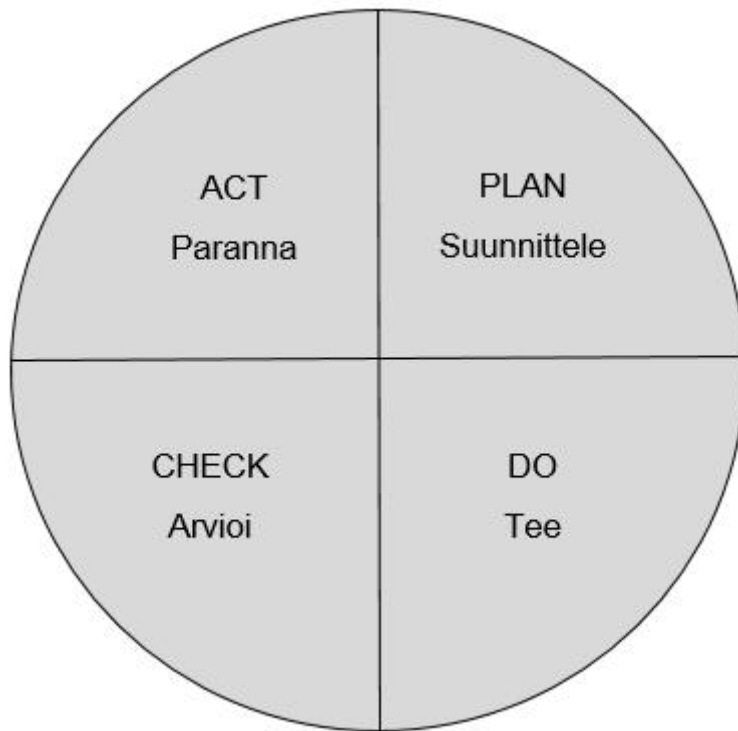 ACT
Paranna
PLAN
Suunnittele
CHECK
Arvioi
DO
Tee